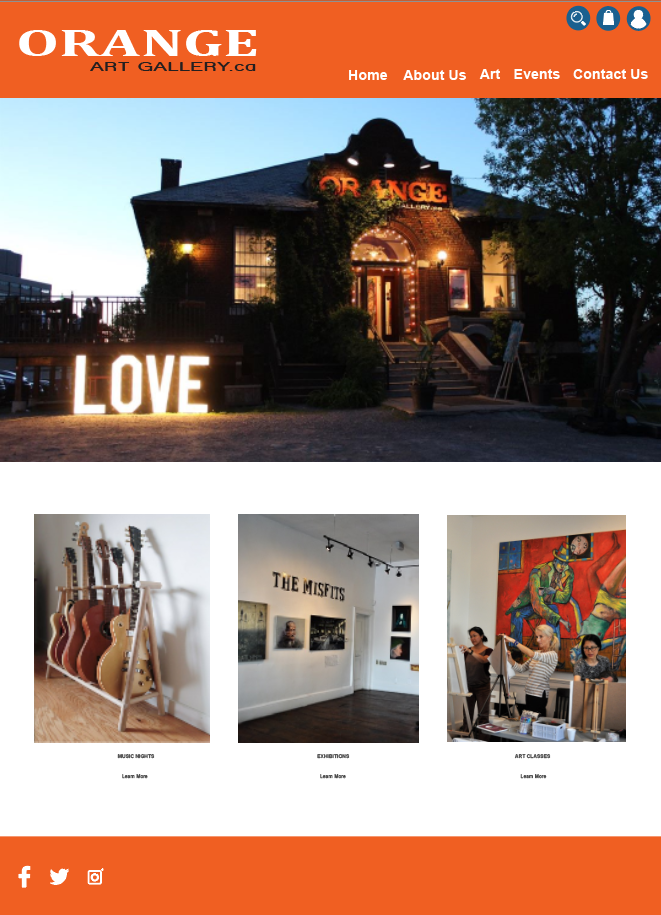 ORANGE
ART GALLERY.ca
Home About Us Art Events Contact Us
ORANGE
GALLERY.ca
LOVE
THE MISFITS
MUSIC NIGHTS EXHIBITIONS ART CLASSES
Learn More Learn More Learn More